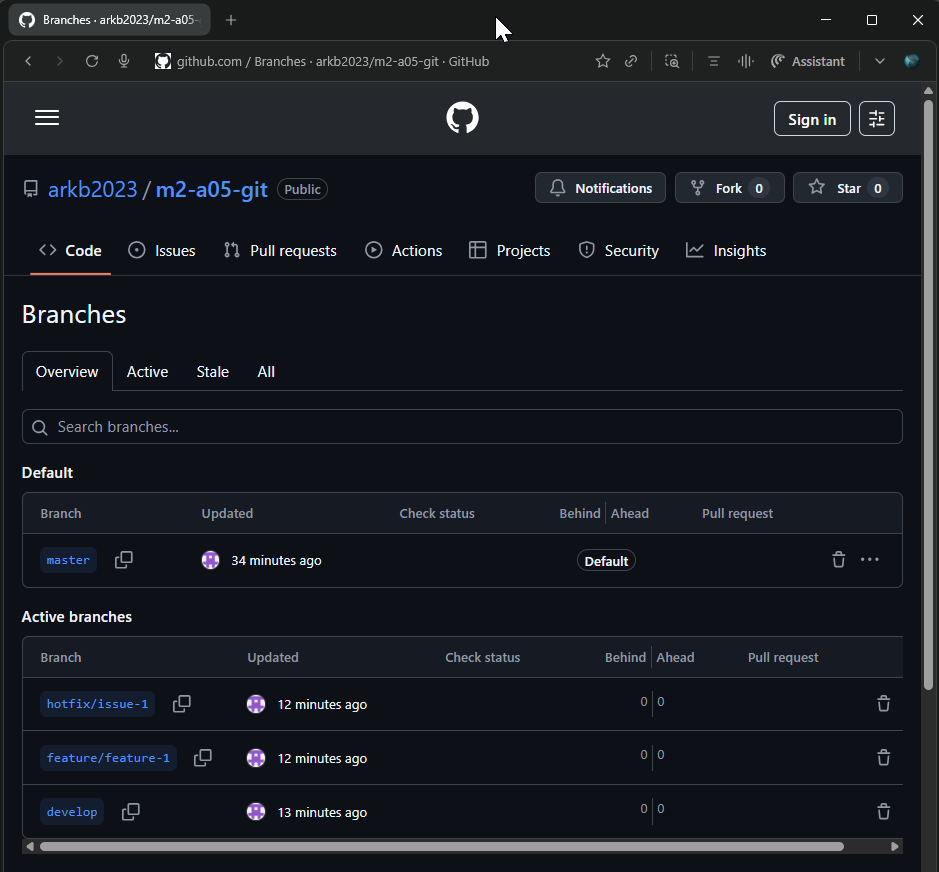 Branches · arkb2023/m2-a05-
github.com / Branches · arkb2023/m2-a05-git · GitHub
Assistant
Sign in
arkb2023 / m2-a05-git Public
Notifications
Fork 0
Star 0
Code
Issues
Pull requests
Actions
Projects
Security
Insights
Branches
Overview
Active
Stale
All
Search branches...
Default
Branch Updated Check status Behind Ahead Pull request
master 34 minutes ago Default
Active branches
Branch Updated Check status Behind Ahead Pull request
hotfix/issue-1 12 minutes ago 0 0
feature/feature-1 12 minutes ago 0 0
develop 13 minutes ago 0 0